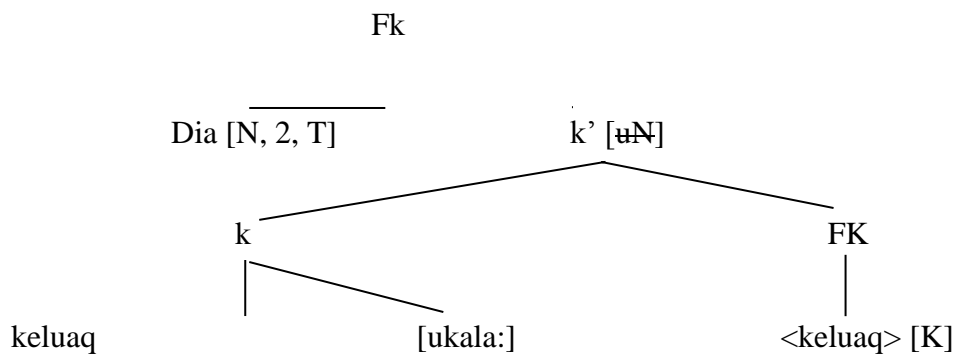 Fk
Dia [N, 2, T] k’ [uN]
k FK
keluaq [ukala:] <keluaq> [K]